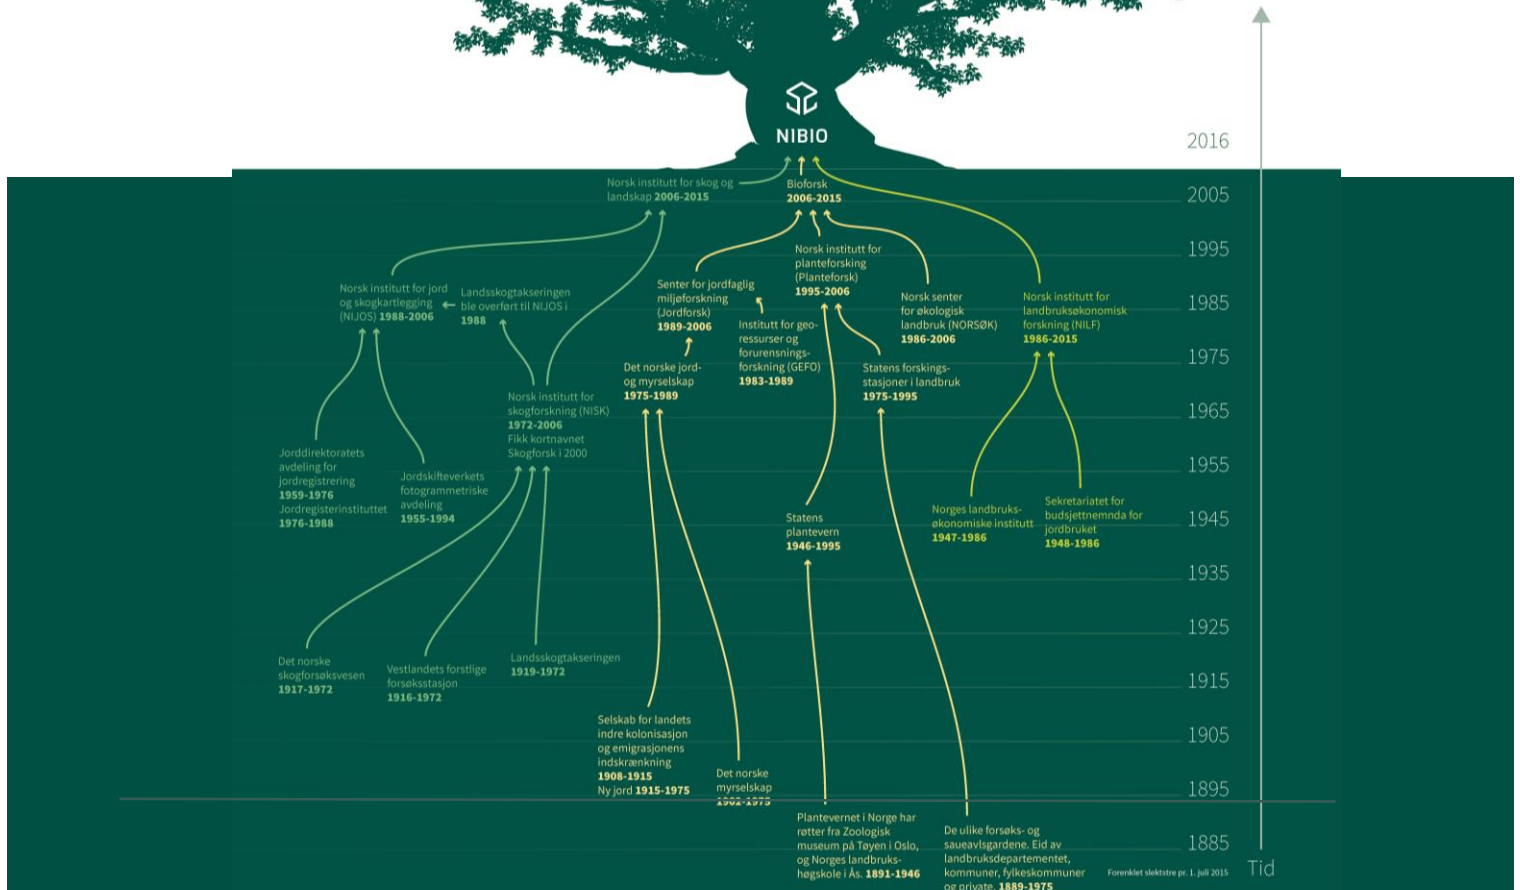 NIBIO
2016
Norsk institutt for skog og
landskap 2006-2015
Bioforsk
2006-2015
2005
Norsk institutt for
planteforsking
(Planteforsk)
1995-2006
1995
Norsk institutt for jord
og skogkartlegging
(NIJOS) 1988-2006
Landsskogtakseringen
ble overført til NIJOS i
1988
Senter for jordfaglig
miljøforskning
(Jordforsk)
1989-2006
Institutt for geo-
ressurser og
forurensnings-
forskning (GEFO)
1983-1989
Norsk senter
for økologisk
landbruk (NORSØK)
1986-2006
Norsk institutt for
landbruksøkonomisk
forskning (NILF)
1986-2015
1985
Det norske jord-
og myrselskap
1975-1989
Statens forskings-
stasjoner i landbruk
1975-1995
1975
Norsk institutt for
skogforskning (NISK)
1972-2006
Fikk kortnavnet
Skogforsk i 2000
1965
Jorddirektoratets
avdeling for
jordregistrering
1959-1976
Jordregisterinstituttet
1976-1988
Jordskifteverkets
fotogrammetriske
avdeling
1955-1994
1955
Statens
plantevern
1946-1995
Norges landbruks-
økonomiske institutt
1947-1986
Sekretariatet for
budsjettnemnda for
jordbruket
1948-1986
1945
1935
1925
Det norske
skogforsøksvesen
1917-1972
Vestlandets forstlige
forsøksstasjon
1916-1972
Landsskogtakseringen
1919-1972
1915
Selskab for landets
indre kolonisasjon
og emigrasjonens
indskrænkning
1908-1915
Ny jord 1915-1975
1905
Det norske
myrselskap
1902-1975
1895
Plantevernet i Norge har
røtter fra Zoologisk
museum på Tøyen i Oslo,
og Norges landbruks-
høgskole i Ås. 1891-1946
De ulike forsøks- og
saueavlsgardene. Eid av
landbruksdepartementet,
kommuner, fylkeskommuner
og private. 1889-1975
1885
Forenklet slektstre pr. 1. juli 2015
Tid